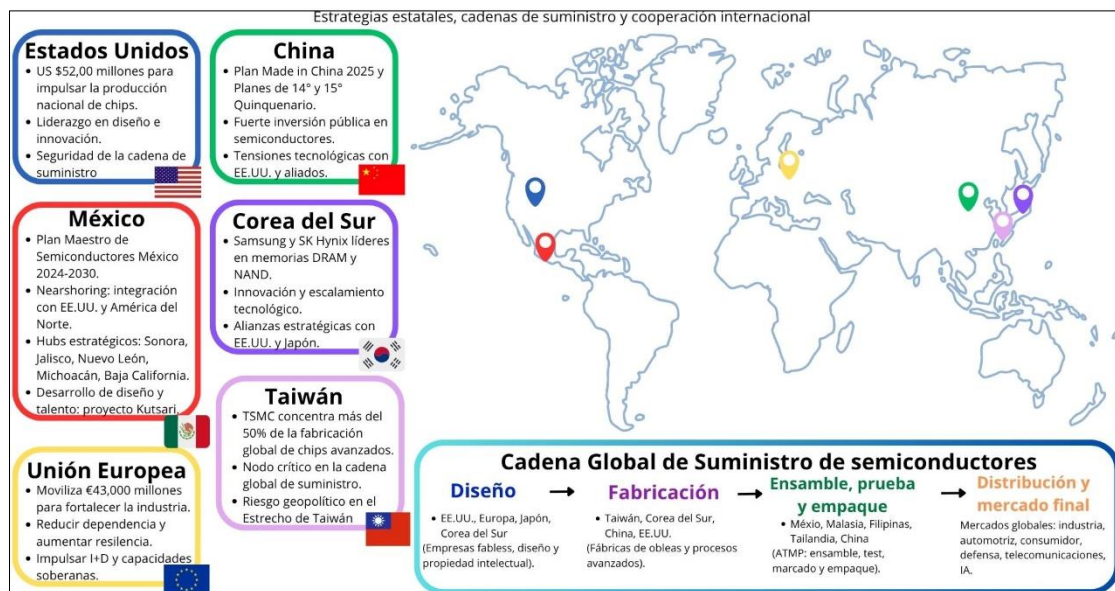 Estrategias estatales, cadenas de suministro y cooperación internacional
Estados Unidos
• US $52,00 millones para
impulsar la producción
nacional de chips.
• Liderazgo en diseño e
innovación.
• Seguridad de la cadena de
suministro
China
• Plan Made in China 2025 y
Planes de 14° y 15°
Quinquenario.
• Fuerte inversión pública en
semiconductores.
• Tensiones tecnológicas con
EE.UU. y aliados.
México
• Plan Maestro de
Semiconductores México
2024-2030.
• Nearshoring: integración
con EE.UU. y América del
Norte.
• Hubs estratégicos: Sonora,
Jalisco, Nuevo León,
Michoacán, Baja California.
• Desarrollo de diseño y
talento: proyecto Kutsari.
Corea del Sur
• Samsung y SK Hynix líderes
en memorias DRAM y
NAND.
• Innovación y escalamiento
tecnológico.
• Alianzas estratégicas con
EE.UU. y Japón.
Taiwán
• TSMC concentra más del
50% de la fabricación
global de chips avanzados.
• Nodo crítico en la cadena
global de suministro.
• Riesgo geopolítico en el
Estrecho de Taiwán
Unión Europea
• Moviliza €43,000 millones
para fortalecer la industria.
• Reducir dependencia y
aumentar resilencia.
• Impulsar I+D y capacidades
soberanas.
Cadena Global de Suministro de semiconductores
Diseño
• EE.UU., Europa, Japón,
Corea del Sur
(Empresas fabless, diseño y
propiedad intelectual).
Fabricación
• Taiwán, Corea del Sur,
China, EE.UU.
(Fábricas de obleas y procesos
avanzados).
Ensamble, prueba
y empaque
• Méxio, Malasia, Filipinas,
Tailandia, China
(ATMP: ensamble, test,
marcado y empaque).
Distribución y
mercado final
Mercados globales: industria,
automotriz, consumidor,
defensa, telecomunicaciones,
IA.